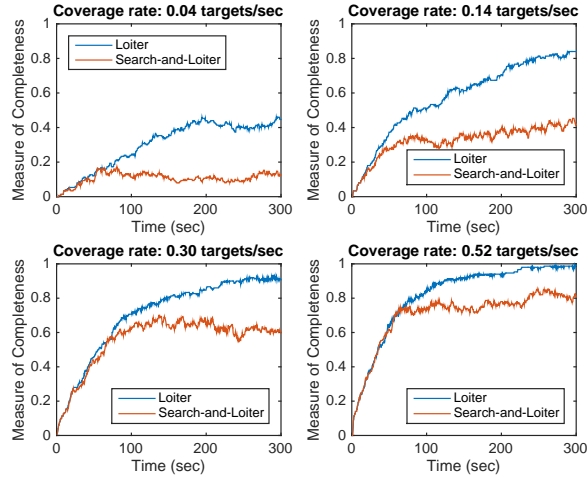 Coverage rate: 0.04 targets/sec
Measure of Completeness
1
0.8
0.6
0.4
0.2
0
Loiter
Search-and-Loiter
0 100 200 300
Time (sec)
Coverage rate: 0.14 targets/sec
Measure of Completeness
1
0.8
0.6
0.4
0.2
0
Loiter
Search-and-Loiter
0 100 200 300
Time (sec)
Coverage rate: 0.30 targets/sec
Measure of Completeness
1
0.8
0.6
0.4
0.2
0
Loiter
Search-and-Loiter
0 100 200 300
Time (sec)
Coverage rate: 0.52 targets/sec
Measure of Completeness
1
0.8
0.6
0.4
0.2
0
Loiter
Search-and-Loiter
0 100 200 300
Time (sec)